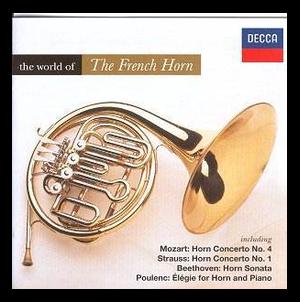 DECCA
the world of The French Horn
including
Mozart: Horn Concerto No. 4
Strauss: Horn Concerto No. 1
Beethoven: Horn Sonata
Poulenc: Élégie for Horn and Piano